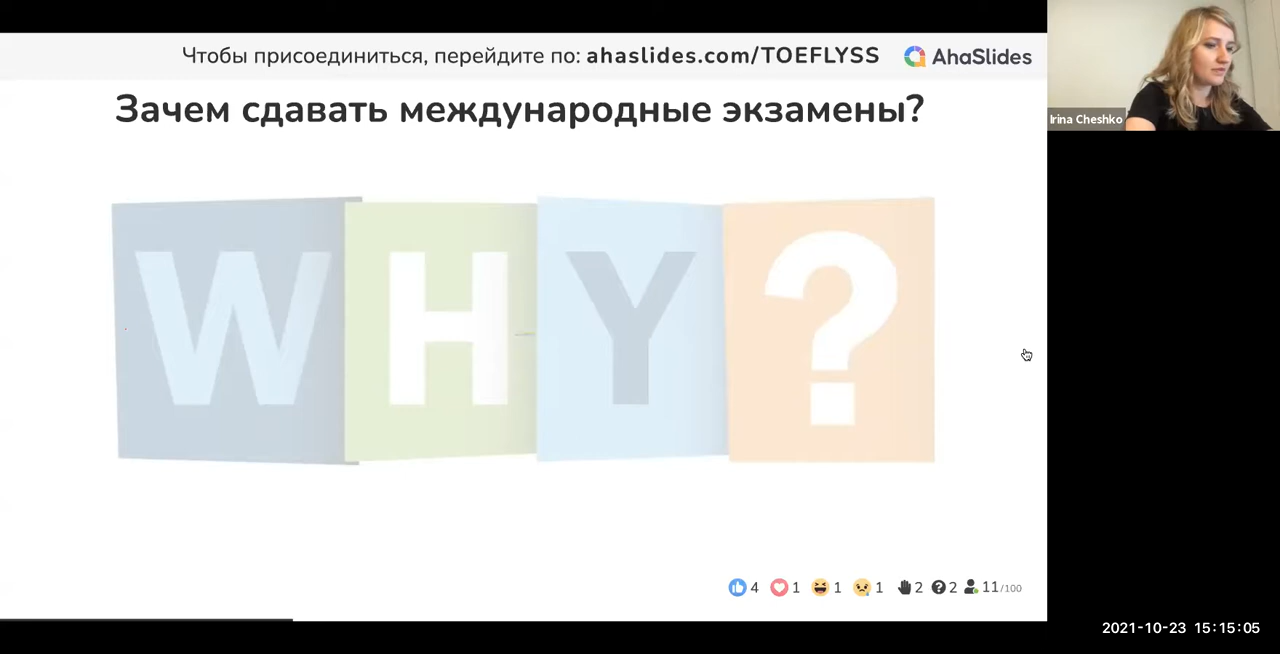 Чтобы присоединиться, перейдите по: ahaslides.com/TOEFLYSS AhaSlides
Irina Cheshko
Зачем сдавать международные экзамены?
WHY?
4 1 1 1 2 2 11/100
2021-10-23 15:15:05